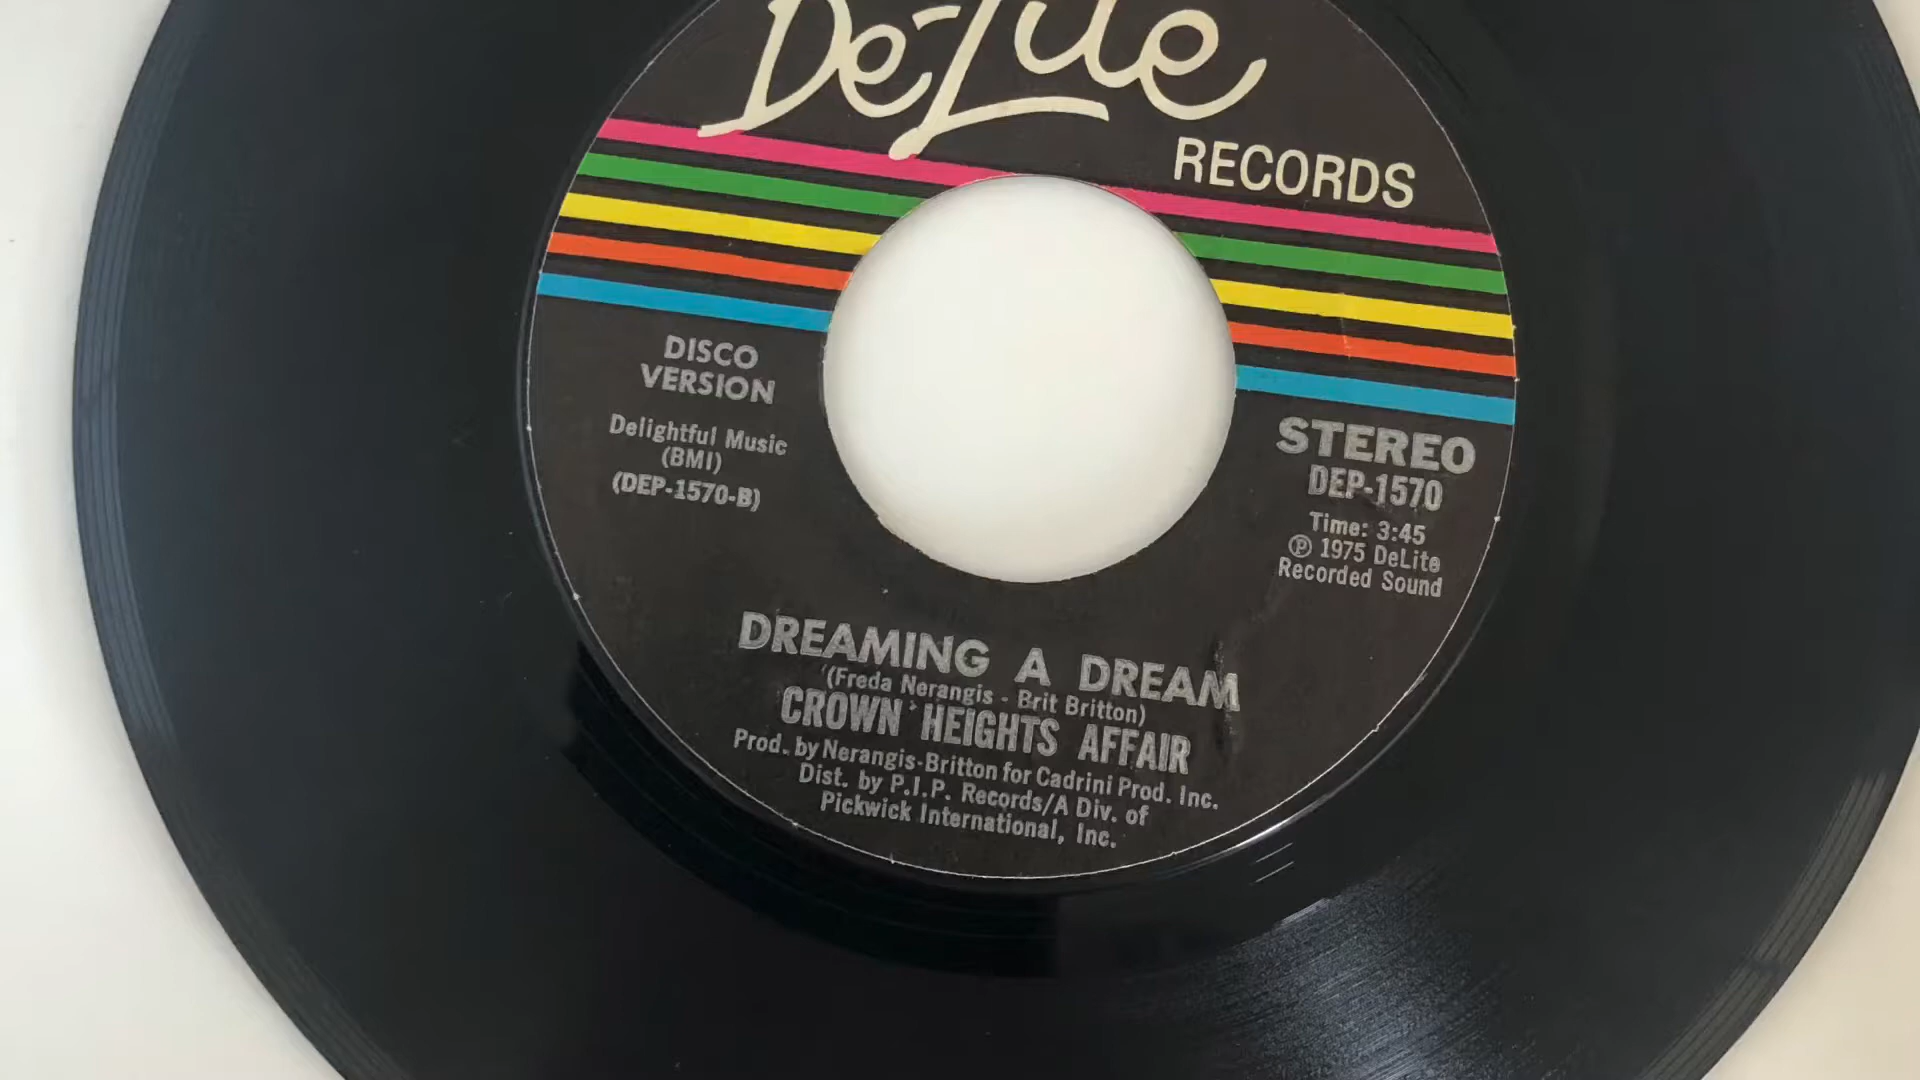 De-Lite
RECORDS
DISCO
VERSION
Delightful Music
(BMI)
(DEP-1570-B)
STEREO
DEP-1570
Time: 3:45
℗ 1975 DeLite
Recorded Sound
DREAMING A DREAM
(Freda Nerangis - Brit Britton)
CROWN HEIGHTS AFFAIR
Prod. by Nerangis-Britton for Cadrini Prod. Inc.
Dist. by P.I.P. Records/A Div. of
Pickwick International, Inc.